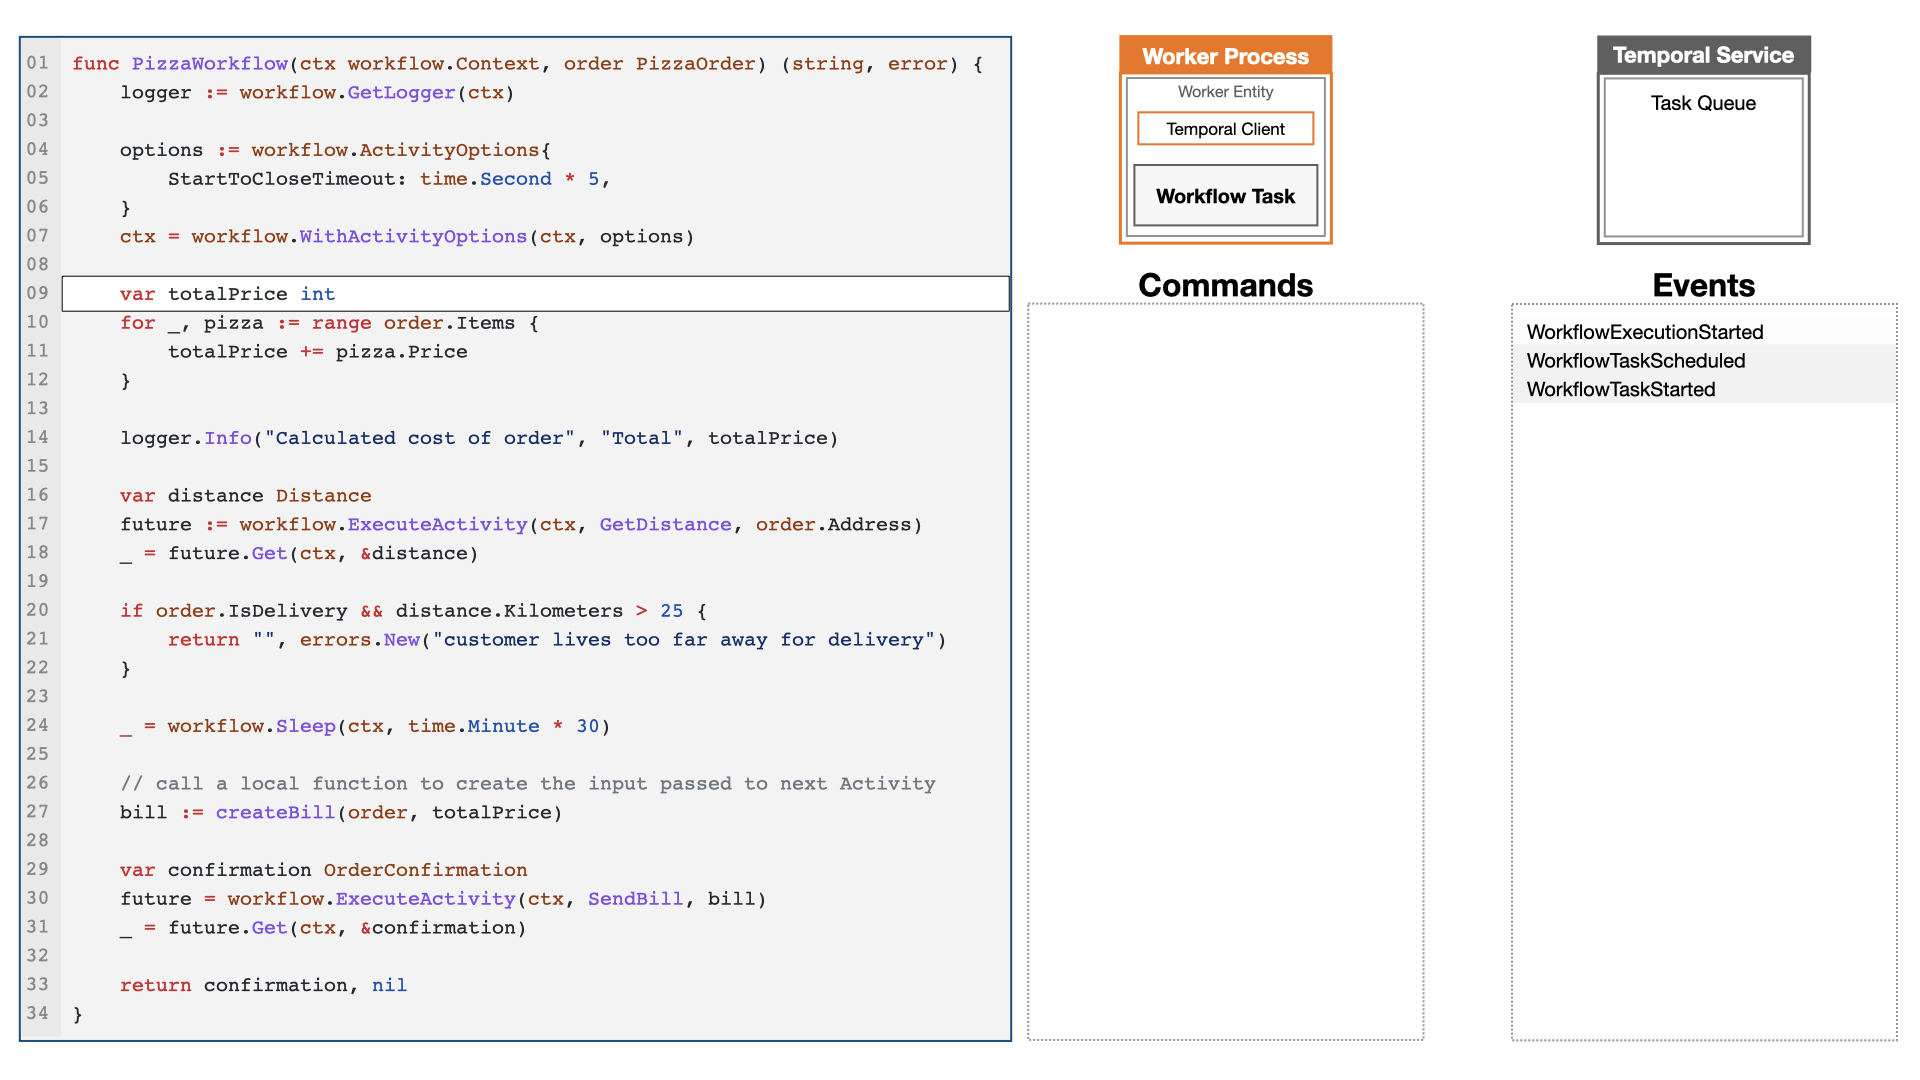 01 func PizzaWorkflow(ctx workflow.Context, order PizzaOrder) (string, error) {
02     logger := workflow.GetLogger(ctx)
03
04     options := workflow.ActivityOptions{
05         StartToCloseTimeout: time.Second * 5,
06     }
07     ctx = workflow.WithActivityOptions(ctx, options)
08
09     var totalPrice int
10     for _, pizza := range order.Items {
11         totalPrice += pizza.Price
12     }
13
14     logger.Info("Calculated cost of order", "Total", totalPrice)
15
16     var distance Distance
17     future := workflow.ExecuteActivity(ctx, GetDistance, order.Address)
18     _ = future.Get(ctx, &distance)
19
20     if order.IsDelivery && distance.Kilometers > 25 {
21         return "", errors.New("customer lives too far away for delivery")
22     }
23
24     _ = workflow.Sleep(ctx, time.Minute * 30)
25
26     // call a local function to create the input passed to next Activity
27     bill := createBill(order, totalPrice)
28
29     var confirmation OrderConfirmation
30     future = workflow.ExecuteActivity(ctx, SendBill, bill)
31     _ = future.Get(ctx, &confirmation)
32
33     return confirmation, nil
34 }
Worker Process
Worker Entity
Temporal Client
Workflow Task
Commands
Temporal Service
Task Queue
Events
WorkflowExecutionStarted
WorkflowTaskScheduled
WorkflowTaskStarted